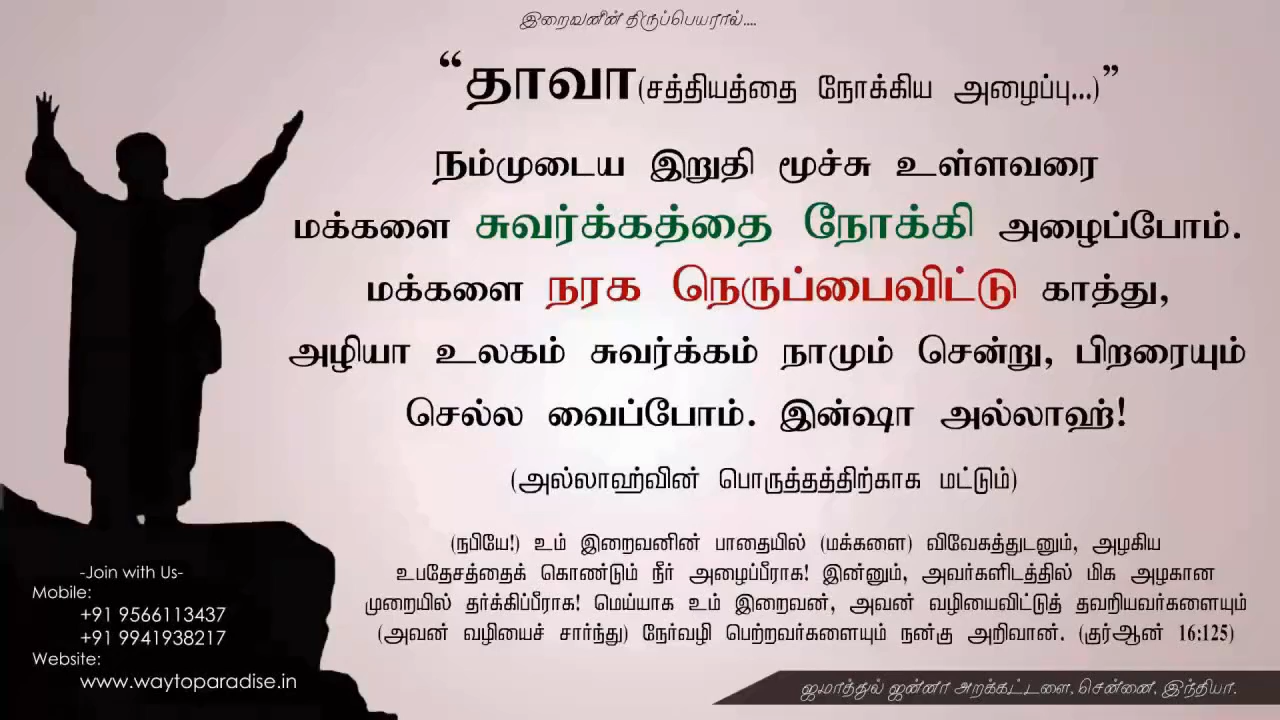 இறைவனின் திருப்பெயரால்....
“தாவா(சத்தியத்தை நோக்கிய அழைப்பு...)”
நம்முடைய இறுதி மூச்சு உள்ளவரை
மக்களை சுவர்க்கத்தை நோக்கி அழைப்போம்.
மக்களை நரக நெருப்பைவிட்டு காத்து,
அழியா உலகம் சுவர்க்கம் நாமும் சென்று, பிறரையும்
செல்ல வைப்போம். இன்ஷா அல்லாஹ்!
(அல்லாஹ்வின் பொருத்தத்திற்காக மட்டும்)
(நபியே!) உம் இறைவனின் பாதையில் (மக்களை) விவேகத்துடனும், அழகிய
உபதேசத்தைக் கொண்டும் நீர் அழைப்பீராக! இன்னும், அவர்களிடத்தில் மிக அழகான
முறையில் தர்க்கிப்பீராக! மெய்யாக உம் இறைவன், அவன் வழியைவிட்டுத் தவறியவர்களையும்
(அவன் வழியைச் சார்ந்து) நேர்வழி பெற்றவர்களையும் நன்கு அறிவான். (குர்ஆன் 16:125)
-Join with Us-
Mobile:
+91 9566113437
+91 9941938217
Website:
www.waytoparadise.in
ஜமாத்துல் ஜன்னா அறக்கட்டளை, சென்னை, இந்தியா.